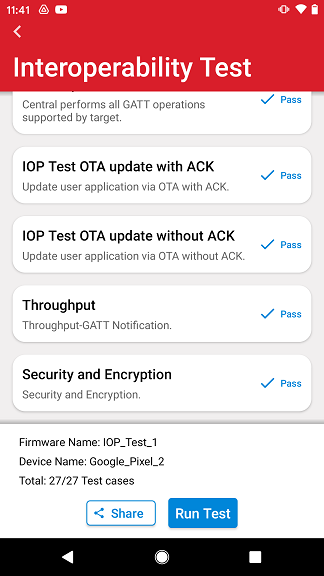 11:41
Interoperability Test
Central performs all GATT operations
supported by target.
Pass
IOP Test OTA update with ACK
Update user application via OTA with ACK.
Pass
IOP Test OTA update without ACK
Update user application via OTA without ACK.
Pass
Throughput
Throughput-GATT Notification.
Pass
Security and Encryption
Security and Encryption.
Pass
Firmware Name: IOP_Test_1
Device Name: Google_Pixel_2
Total: 27/27 Test cases
Share
Run Test